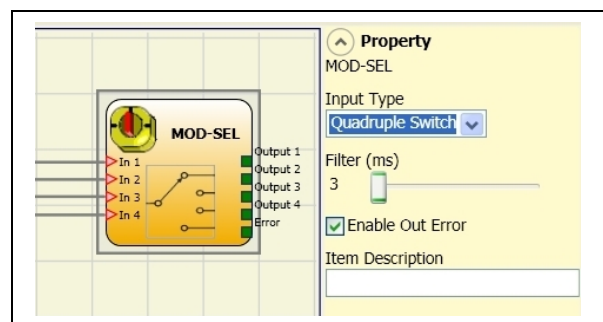 MOD-SEL
In 1
In 2
In 3
In 4
Output 1
Output 2
Output 3
Output 4
Error
Property
MOD-SEL
Input Type
Quadruple Switch
Filter (ms)
3
Enable Out Error
Item Description